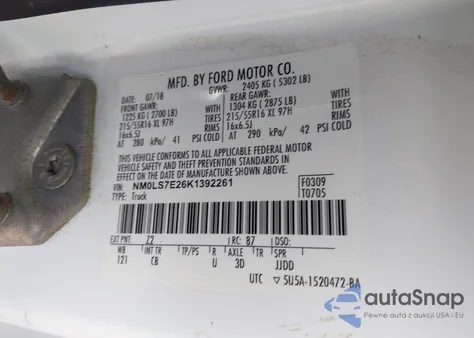 MFD. BY FORD MOTOR CO.
DATE: 07/18 GVWR: 2405 KG ( 5302 LB)
FRONT GAWR: REAR GAWR:
1225 KG ( 2700 LB) WITH 1304 KG ( 2875 LB) WITH
215/55R16 XL 97H TIRES 215/55R16 XL 97H TIRES
16x6.5J RIMS 16x6.5J RIMS
AT 280 kPa/ 41 PSI COLD AT 290 kPa/ 42 PSI COLD
THIS VEHICLE CONFORMS TO ALL APPLICABLE FEDERAL MOTOR
VEHICLE SAFETY AND THEFT PREVENTION STANDARDS IN
EFFECT ON THE DATE OF MANUFACTURE SHOWN ABOVE.
VIN: NM0LS7E26K1392261 F0309
TYPE: Truck T0705
EXT PNT: Z2 RC: 87 DSO:
WB INT TR TP/PS R AXLE TR SPR
121 CB U 3D JJDD
UTC ▽ 5U5A-1520472-BA
autoSnap
Pewne auta z aukcji w USA i EU